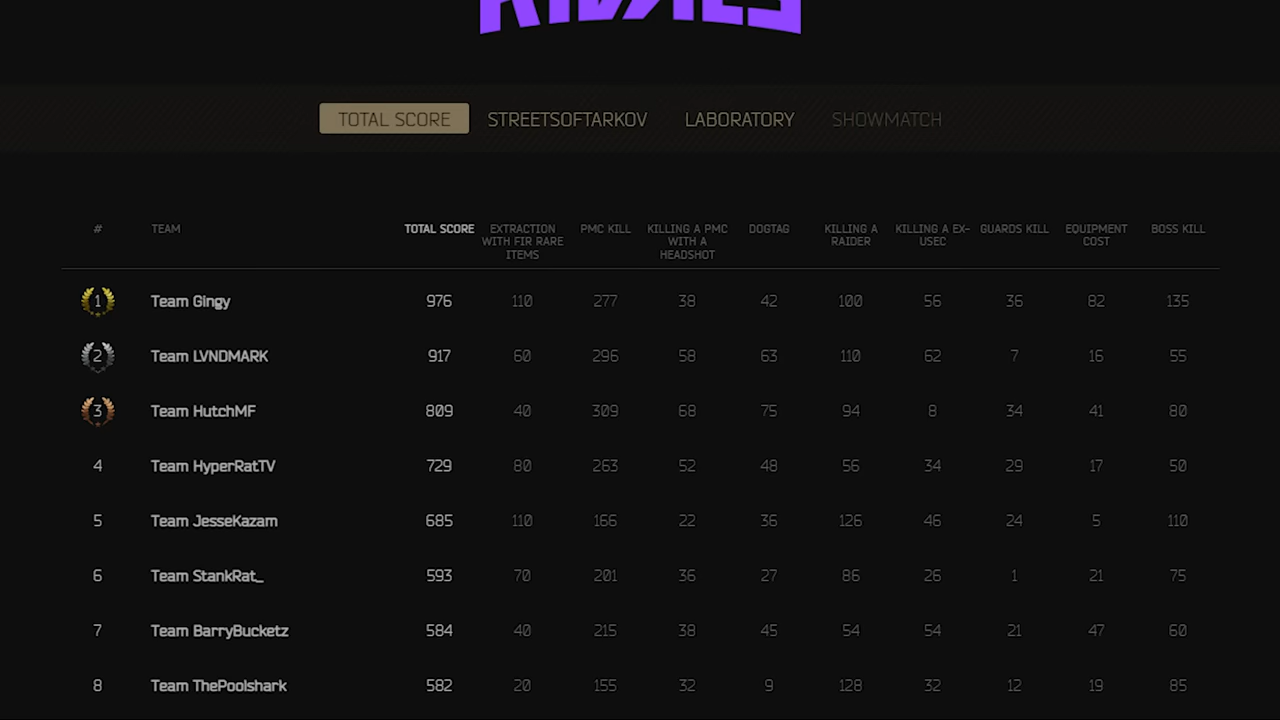 RIVALS
TOTAL SCORE STREETSOFTARKOV LABORATORY SHOWMATCH
# TEAM TOTAL SCORE EXTRACTION WITH FIR RARE ITEMS PMC KILL KILLING A PMC WITH A HEADSHOT DOGTAG KILLING A RAIDER KILLING A EX-USEC GUARDS KILL EQUIPMENT COST BOSS KILL
1 Team Gingy 976 110 277 38 42 100 56 36 82 135
2 Team LVNDMARK 917 60 296 58 63 110 62 7 16 55
3 Team HutchMF 809 40 309 68 75 94 8 34 41 80
4 Team HyperRatTV 729 80 263 52 48 56 34 29 17 50
5 Team JesseKazam 685 110 166 22 36 126 46 24 5 110
6 Team StankRat_ 593 70 201 36 27 86 26 1 21 75
7 Team BarryBucketz 584 40 215 38 45 54 54 21 47 60
8 Team ThePoolshark 582 20 155 32 9 128 32 12 19 85